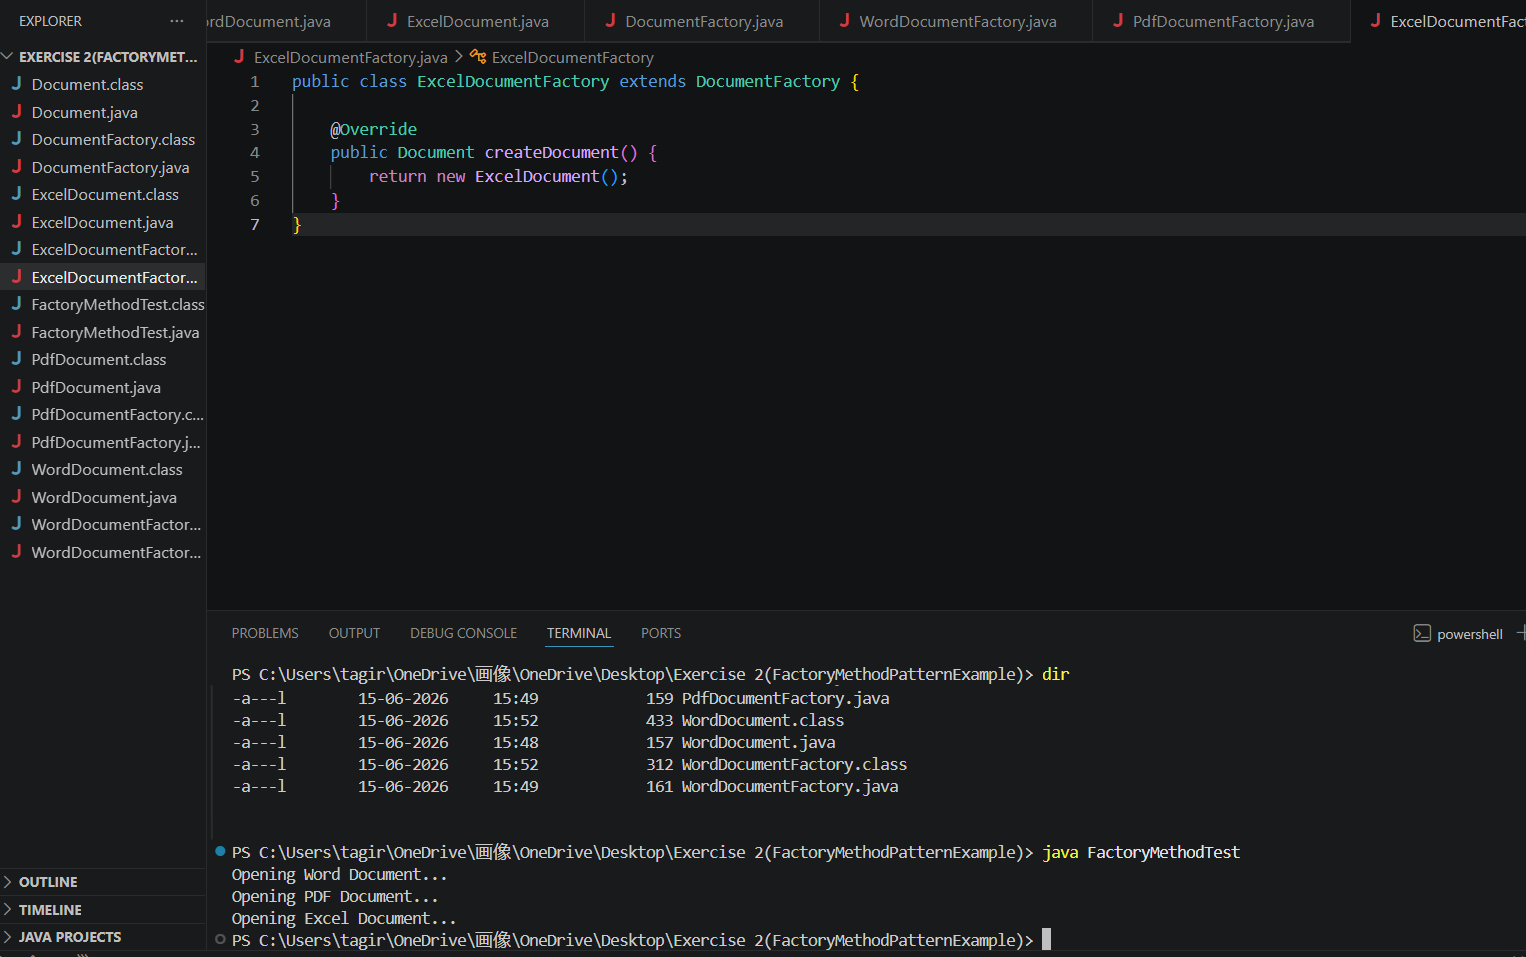 EXPLORER
ExcelDocument.java
DocumentFactory.java
WordDocumentFactory.java
PdfDocumentFactory.java
EXERCISE 2(FACTORYMET...
Document.class
Document.java
DocumentFactory.class
DocumentFactory.java
ExcelDocument.class
ExcelDocument.java
ExcelDocumentFactor...
ExcelDocumentFactor...
FactoryMethodTest.class
FactoryMethodTest.java
PdfDocument.class
PdfDocument.java
PdfDocumentFactory.c...
PdfDocumentFactory.j...
WordDocument.class
WordDocument.java
WordDocumentFactor...
WordDocumentFactor...
OUTLINE
TIMELINE
JAVA PROJECTS
ExcelDocumentFactory.java > ExcelDocumentFactory
1 public class ExcelDocumentFactory extends DocumentFactory {
2
3 @Override
4 public Document createDocument() {
5 return new ExcelDocument();
6 }
7 }
PROBLEMS OUTPUT DEBUG CONSOLE TERMINAL PORTS
powershell
PS C:\Users\tagir\OneDrive\画像\OneDrive\Desktop\Exercise 2(FactoryMethodPatternExample)> dir
-a---l 15-06-2026 15:49 159 PdfDocumentFactory.java
-a---l 15-06-2026 15:52 433 WordDocument.class
-a---l 15-06-2026 15:48 157 WordDocument.java
-a---l 15-06-2026 15:52 312 WordDocumentFactory.class
-a---l 15-06-2026 15:49 161 WordDocumentFactory.java
PS C:\Users\tagir\OneDrive\画像\OneDrive\Desktop\Exercise 2(FactoryMethodPatternExample)> java FactoryMethodTest
Opening Word Document...
Opening PDF Document...
Opening Excel Document...
PS C:\Users\tagir\OneDrive\画像\OneDrive\Desktop\Exercise 2(FactoryMethodPatternExample)>